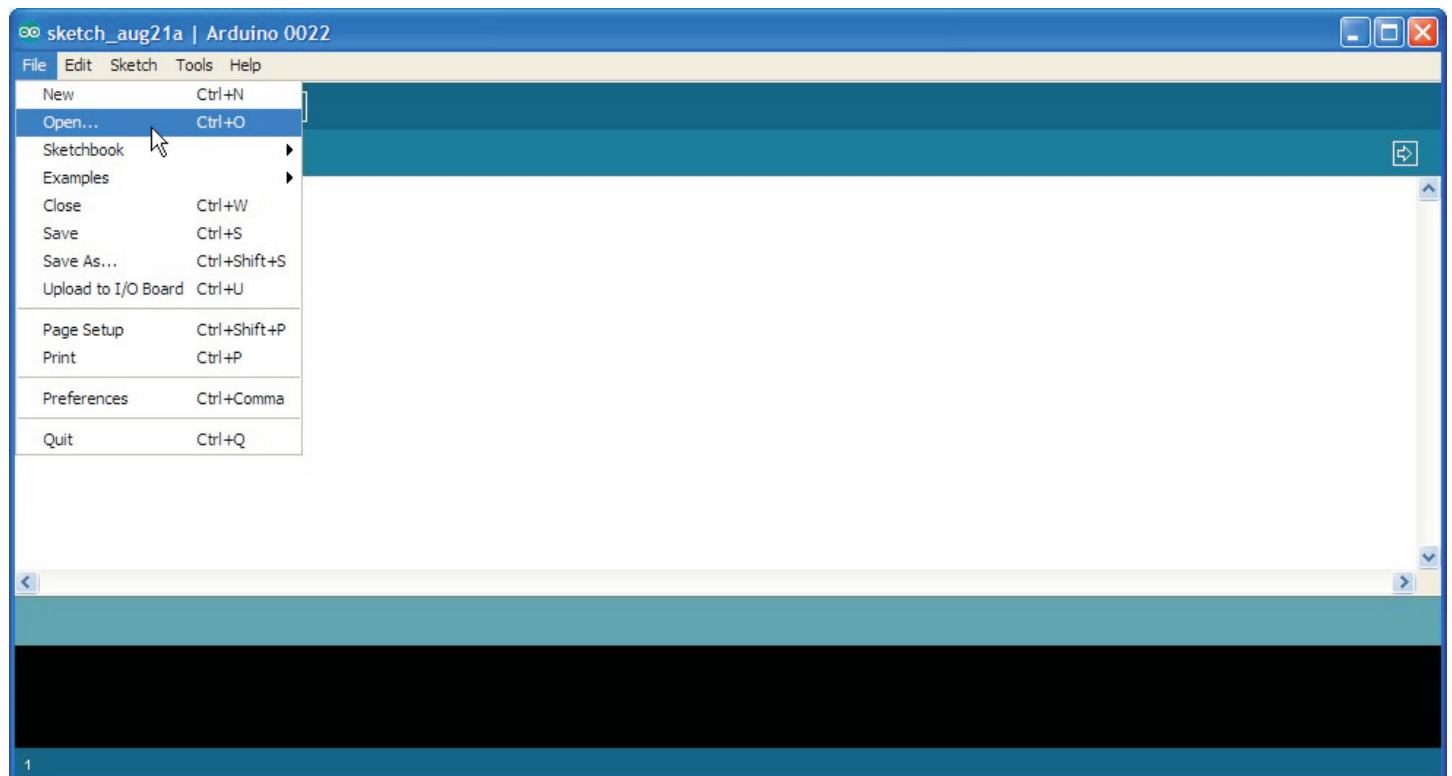 sketch_aug21a | Arduino 0022
File Edit Sketch Tools Help
New Ctrl+N
Open... Ctrl+O
Sketchbook
Examples
Close Ctrl+W
Save Ctrl+S
Save As... Ctrl+Shift+S
Upload to I/O Board Ctrl+U
Page Setup Ctrl+Shift+P
Print Ctrl+P
Preferences Ctrl+Comma
Quit Ctrl+Q
1